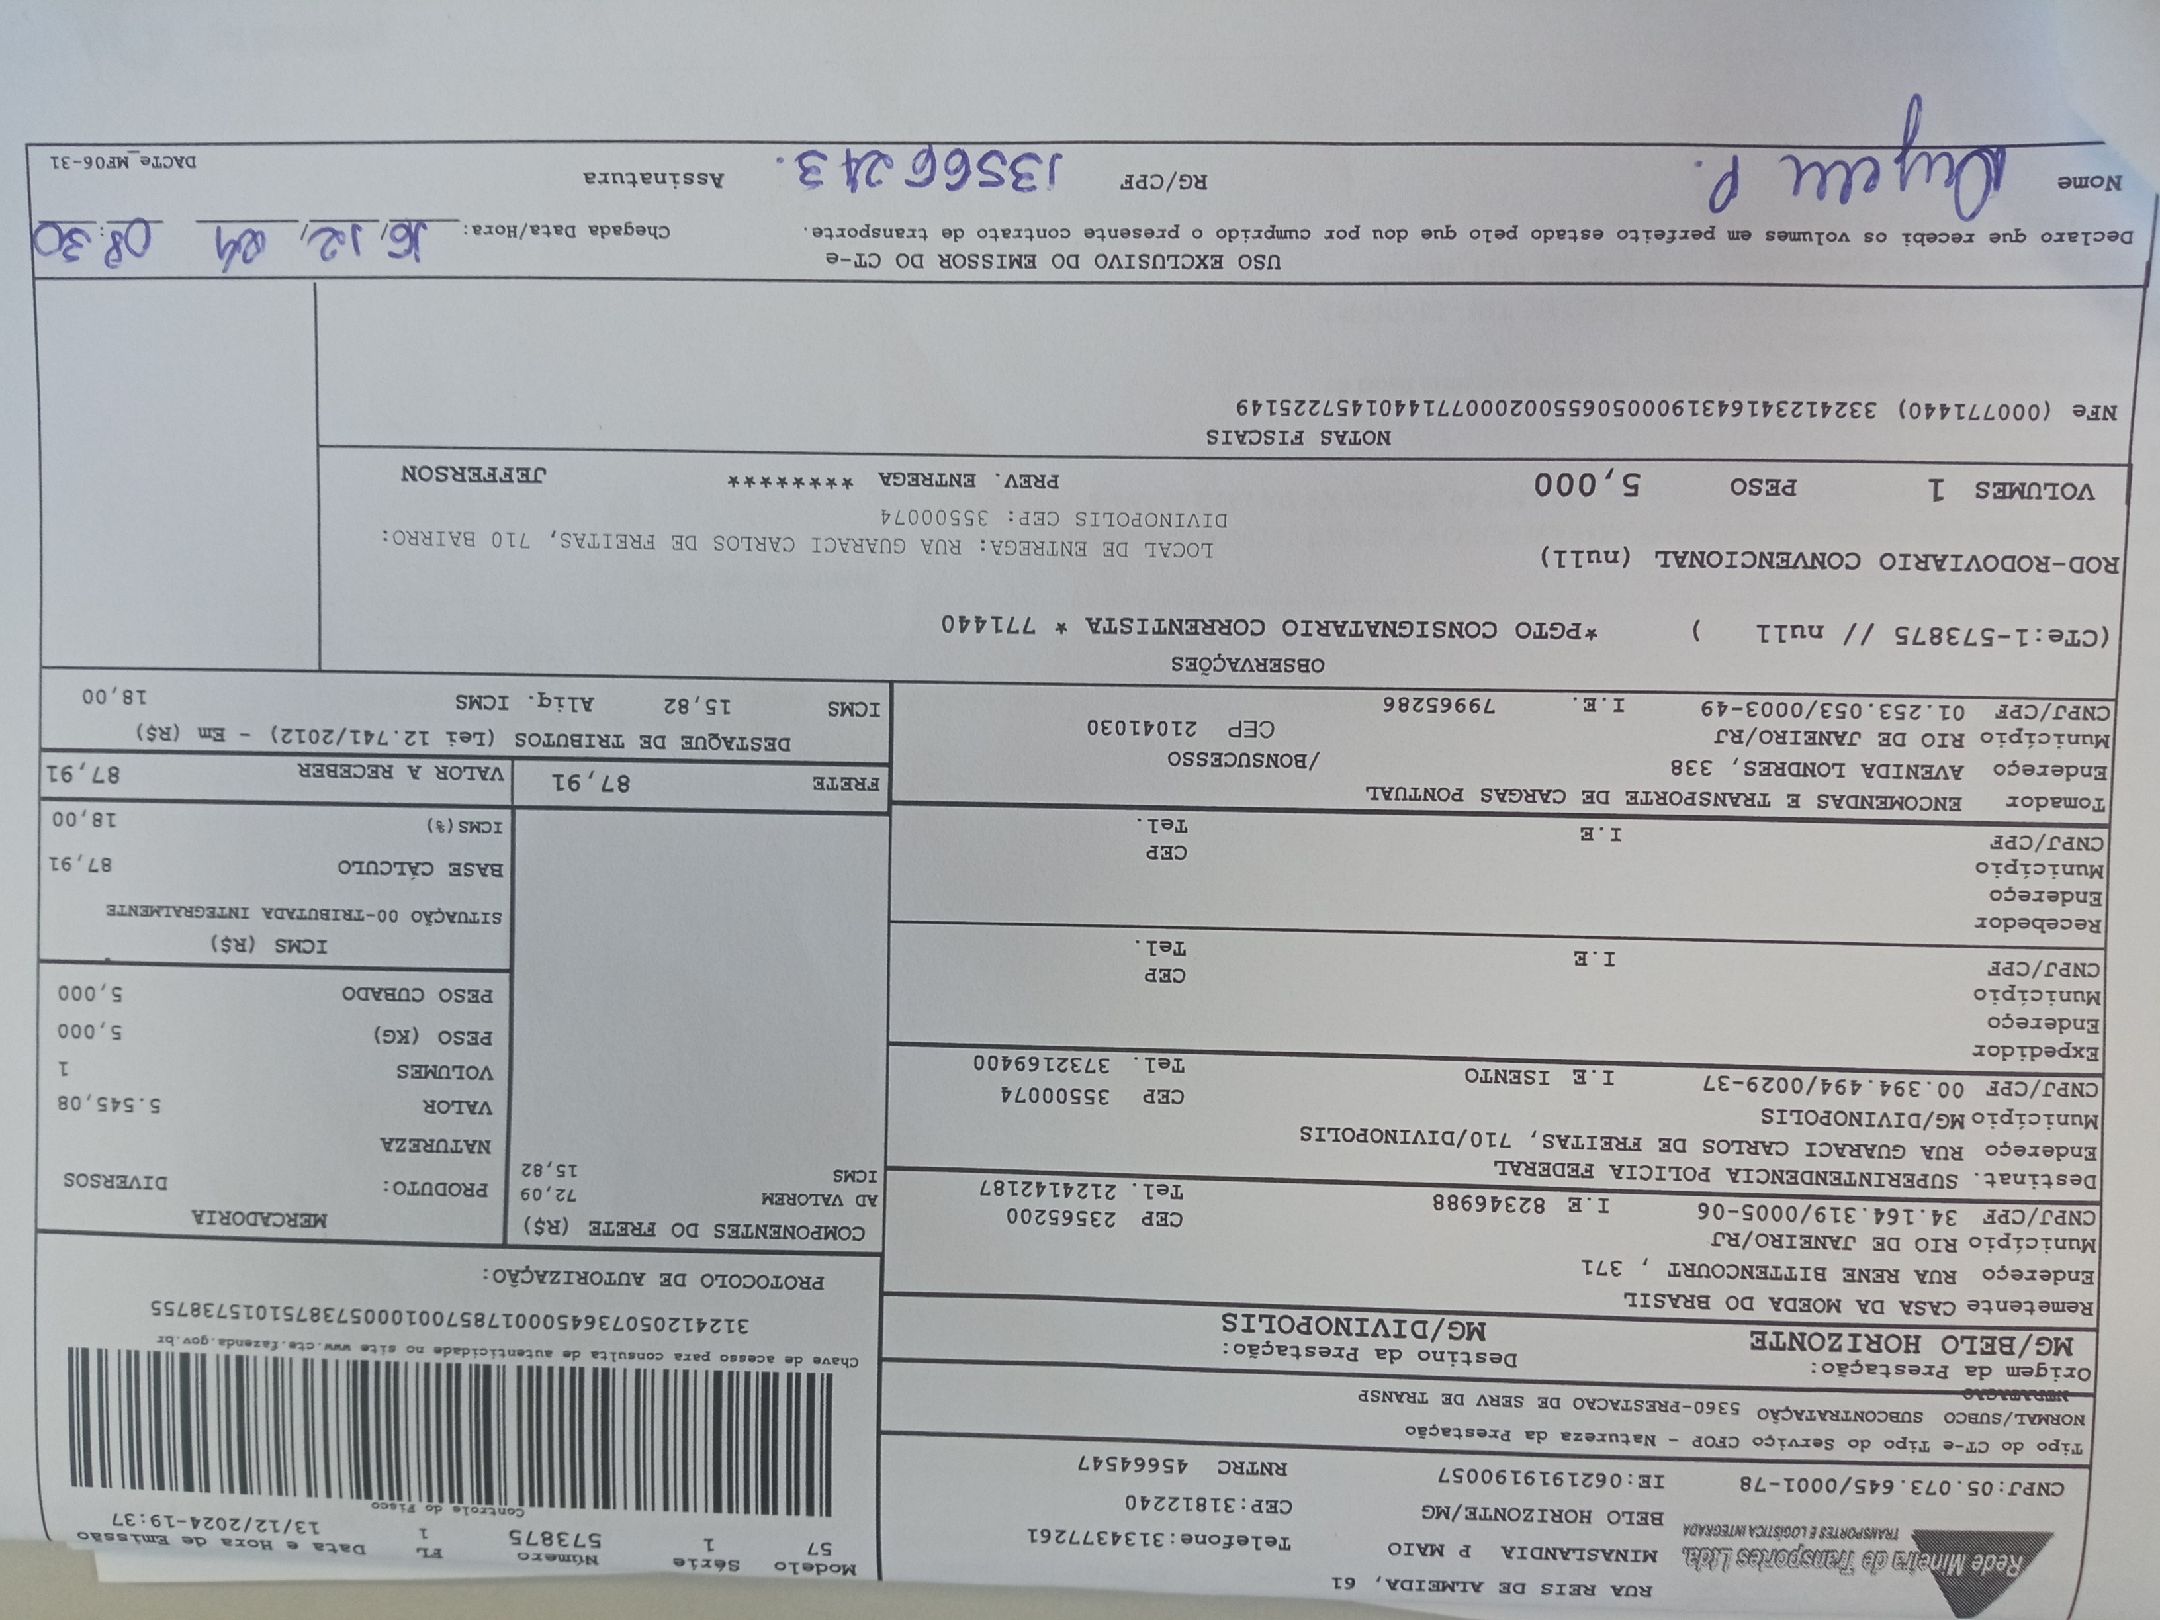 Rede Mineira de Transportes Ltda.
TRANSPORTES E LOGISTICA INTEGRADA
RUA REIS DE ALMEIDA, 61
MINASLANDIA P MAIO Telefone:3134377261
BELO HORIZONTE/MG CEP:31812240
CNPJ:05.073.645/0001-78 IE:0621919190057 RNTRC 45664547
Modelo Série Número FL Data e Hora de Emissão
57 1 573875 1 13/12/2024-19:37
Controle do Fisco
Tipo do CT-e Tipo do Serviço CFOP - Natureza da Prestação
NORMAL/SUBCO SUBCONTRATAÇÃO 5360-PRESTACAO DE SERV DE TRANSP
Origem da Prestação: Destino da Prestação:
MG/BELO HORIZONTE MG/DIVINOPOLIS
Chave de acesso para consulta de autenticidade no site www.cte.fazenda.gov.br
31241205073645000178570010005738751015738755
PROTOCOLO DE AUTORIZAÇÃO:
Remetente CASA DA MOEDA DO BRASIL
Endereço RUA RENE BITTENCOURT , 371
Município RIO DE JANEIRO/RJ CEP 23565200
CNPJ/CPF 34.164.319/0005-06 I.E 82346988 Tel. 2124142187
Destinat. SUPERINTENDENCIA POLICIA FEDERAL
Endereço RUA GUARACI CARLOS DE FREITAS, 710/DIVINOPOLIS
Município MG/DIVINOPOLIS CEP 35500074
CNPJ/CPF 00.394.494/0029-37 I.E ISENTO Tel. 3732169400
Expedidor
Endereço
Município CEP
CNPJ/CPF I.E Tel.
Recebedor
Endereço
Município CEP
CNPJ/CPF I.E Tel.
Tomador ENCOMENDAS E TRANSPORTE DE CARGAS PONTUAL
Endereço AVENIDA LONDRES, 338 /BONSUCESSO
Município RIO DE JANEIRO/RJ CEP 21041030
CNPJ/CPF 01.253.053/0003-49 I.E. 79965286
COMPONENTES DO FRETE (R$)
AD VALOREM 72,09
ICMS 15,82
MERCADORIA
PRODUTO: DIVERSOS
NATUREZA
VALOR 5.545,08
VOLUMES 1
PESO (KG) 5,000
PESO CUBADO 5,000
ICMS (R$)
SITUAÇÃO 00-TRIBUTADA INTEGRALMENTE
BASE CÁLCULO 87,91
ICMS(%) 18,00
FRETE 87,91 VALOR A RECEBER 87,91
DESTAQUE DE TRIBUTOS (Lei 12.741/2012) - Em (R$)
ICMS 15,82 Aliq. ICMS 18,00
OBSERVAÇÕES
(CTe:1-573875 // null ) *PGTO CONSIGNATARIO CORRENTISTA * 771440
ROD-RODOVIARIO CONVENCIONAL (null) LOCAL DE ENTREGA: RUA GUARACI CARLOS DE FREITAS, 710 BAIRRO:
DIVINOPOLIS CEP: 35500074
VOLUMES 1 PESO 5,000 PREV. ENTREGA ******** JEFFERSON
NOTAS FISCAIS
NFe (000771440) 33241234164319000506550020007714401457225149
USO EXCLUSIVO DO EMISSOR DO CT-e
Declaro que recebi os volumes em perfeito estado pelo que dou por cumprido o presente contrato de transporte. Chegada Data/Hora: 16/12/24 08:30
Nome P. RG/CPF 13566243. Assinatura
DACTe_MF06-31